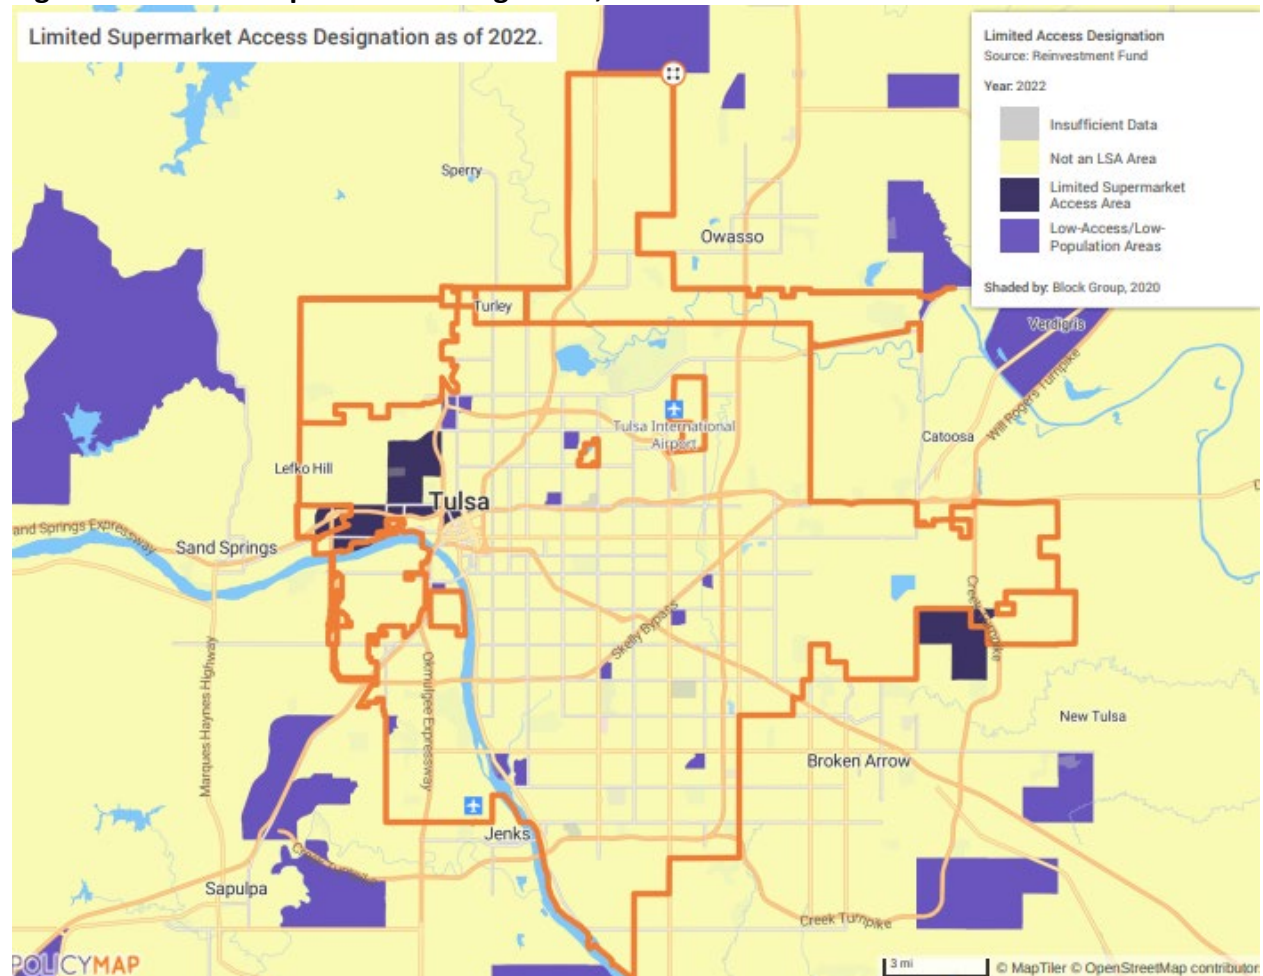 Limited Supermarket Access Designation as of 2022.
Limited Access Designation
Source: Reinvestment Fund
Year: 2022
Insufficient Data
Not an LSA Area
Limited Supermarket
Access Area
Low-Access/Low-
Population Areas
Shaded by: Block Group, 2020
Sperry
Owasso
Turley
Verdigris
Will Rogers Turnpike
Tulsa International
Airport
Catoosa
Lefko Hill
Tulsa
and Springs Expressway
Sand Springs
Creek Turnpike
Skelly Bypass
Marques Haynes Highway
Okmulgee Expressway
New Tulsa
Broken Arrow
Jenks
Creek Turnpike
Sapulpa
Creek Turnpike
POLICYMAP
3 mi
© MapTiler © OpenStreetMap contributor